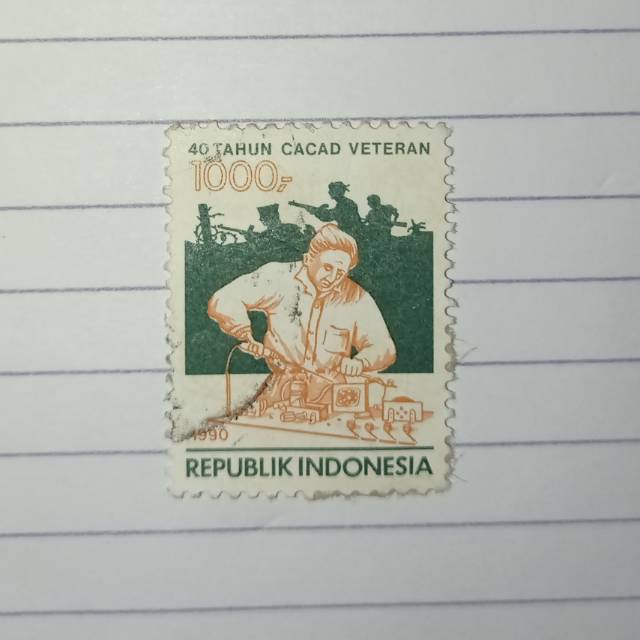 40 TAHUN CACAD VETERAN
1000,-
1990
REPUBLIK INDONESIA